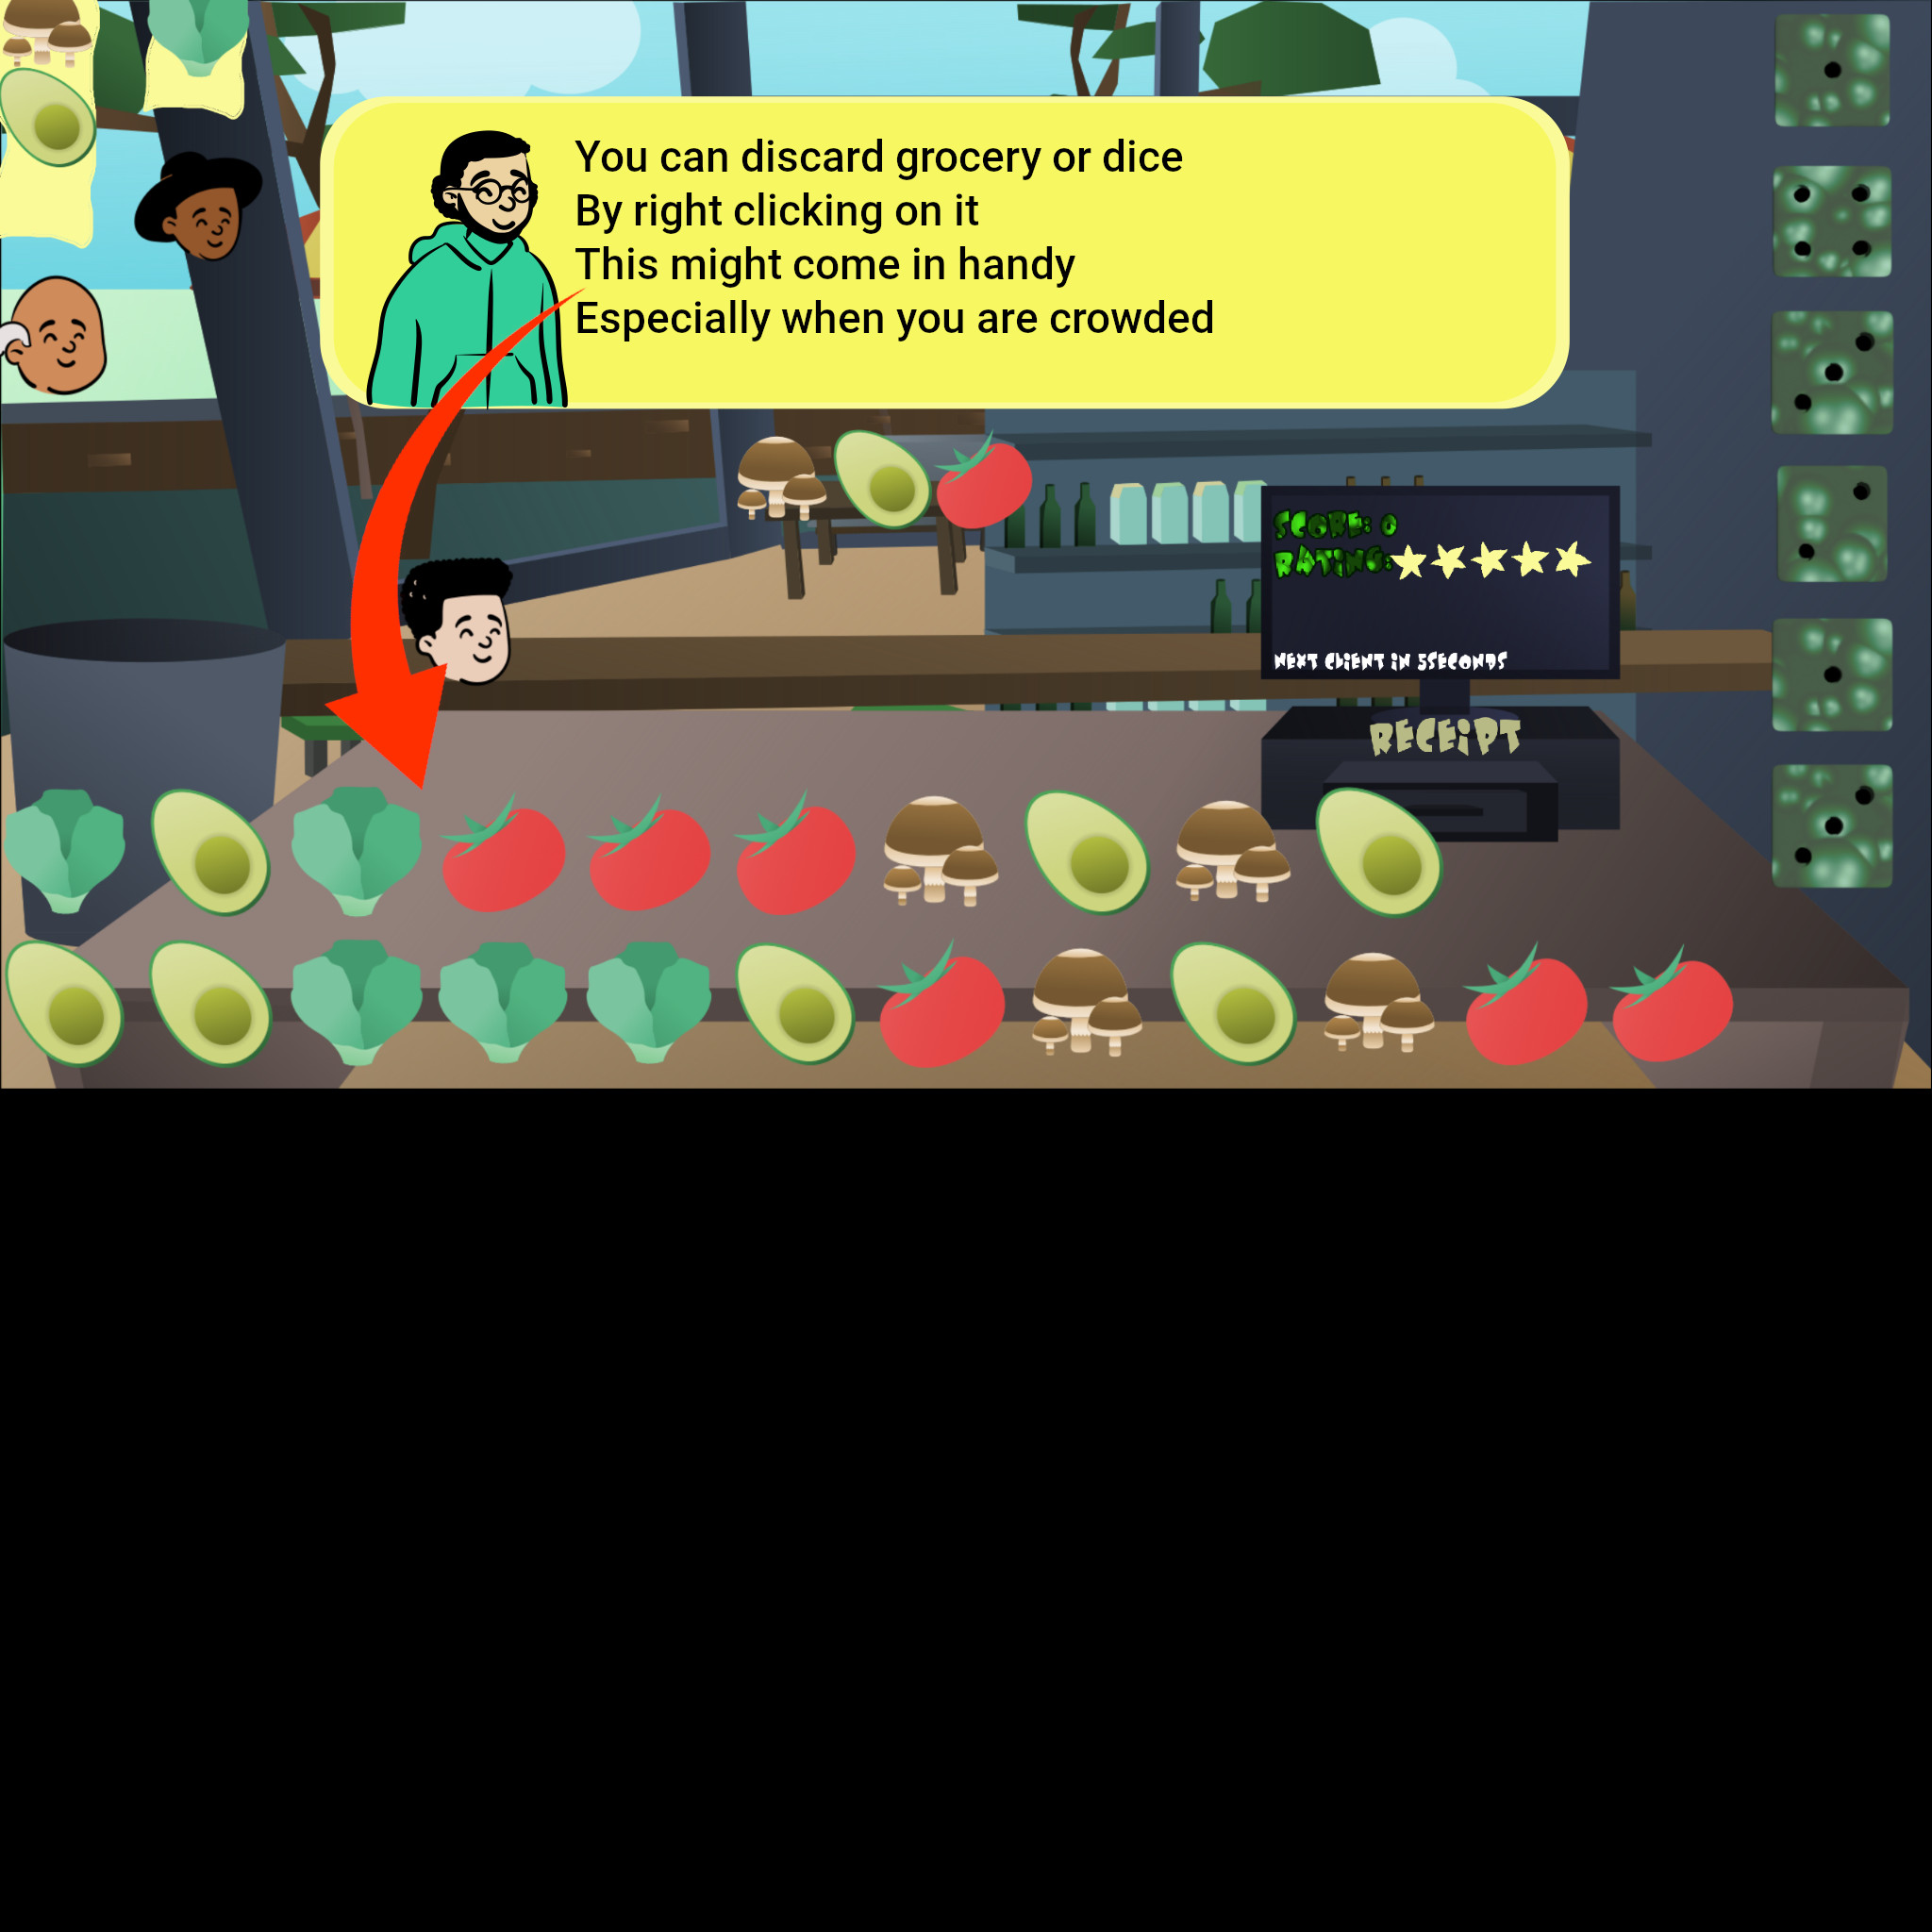 You can discard grocery or dice
By right clicking on it
This might come in handy
Especially when you are crowded
SCORE: 0
RATING:
NEXT CLIENT IN 5SECONDS
RECEIPT